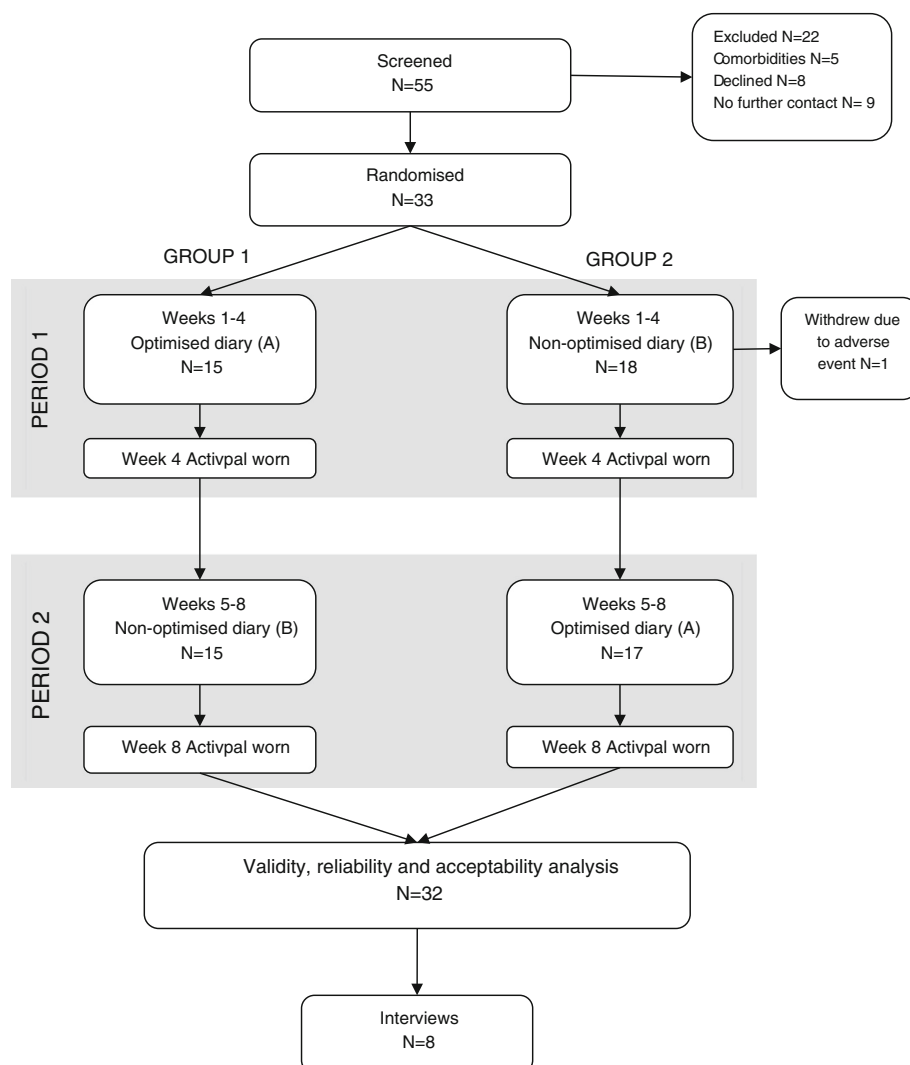 Screened
N=55
Excluded N=22
Comorbidities N=5
Declined N=8
No further contact N= 9
Randomised
N=33
GROUP 1
GROUP 2
PERIOD 1
Weeks 1-4
Optimised diary (A)
N=15
Weeks 1-4
Non-optimised diary (B)
N=18
Withdrew due
to adverse
event N=1
Week 4 Activpal worn
Week 4 Activpal worn
PERIOD 2
Weeks 5-8
Non-optimised diary (B)
N=15
Weeks 5-8
Optimised diary (A)
N=17
Week 8 Activpal worn
Week 8 Activpal worn
Validity, reliability and acceptability analysis
N=32
Interviews
N=8